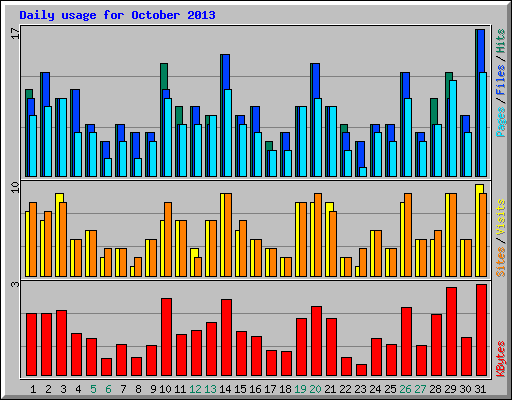 Daily usage for October 2013
17
Pages / Files / Hits
10
Sites / Visits
3
KBytes
1 2 3 4 5 6 7 8 9 10 11 12 13 14 15 16 17 18 19 20 21 22 23 24 25 26 27 28 29 30 31